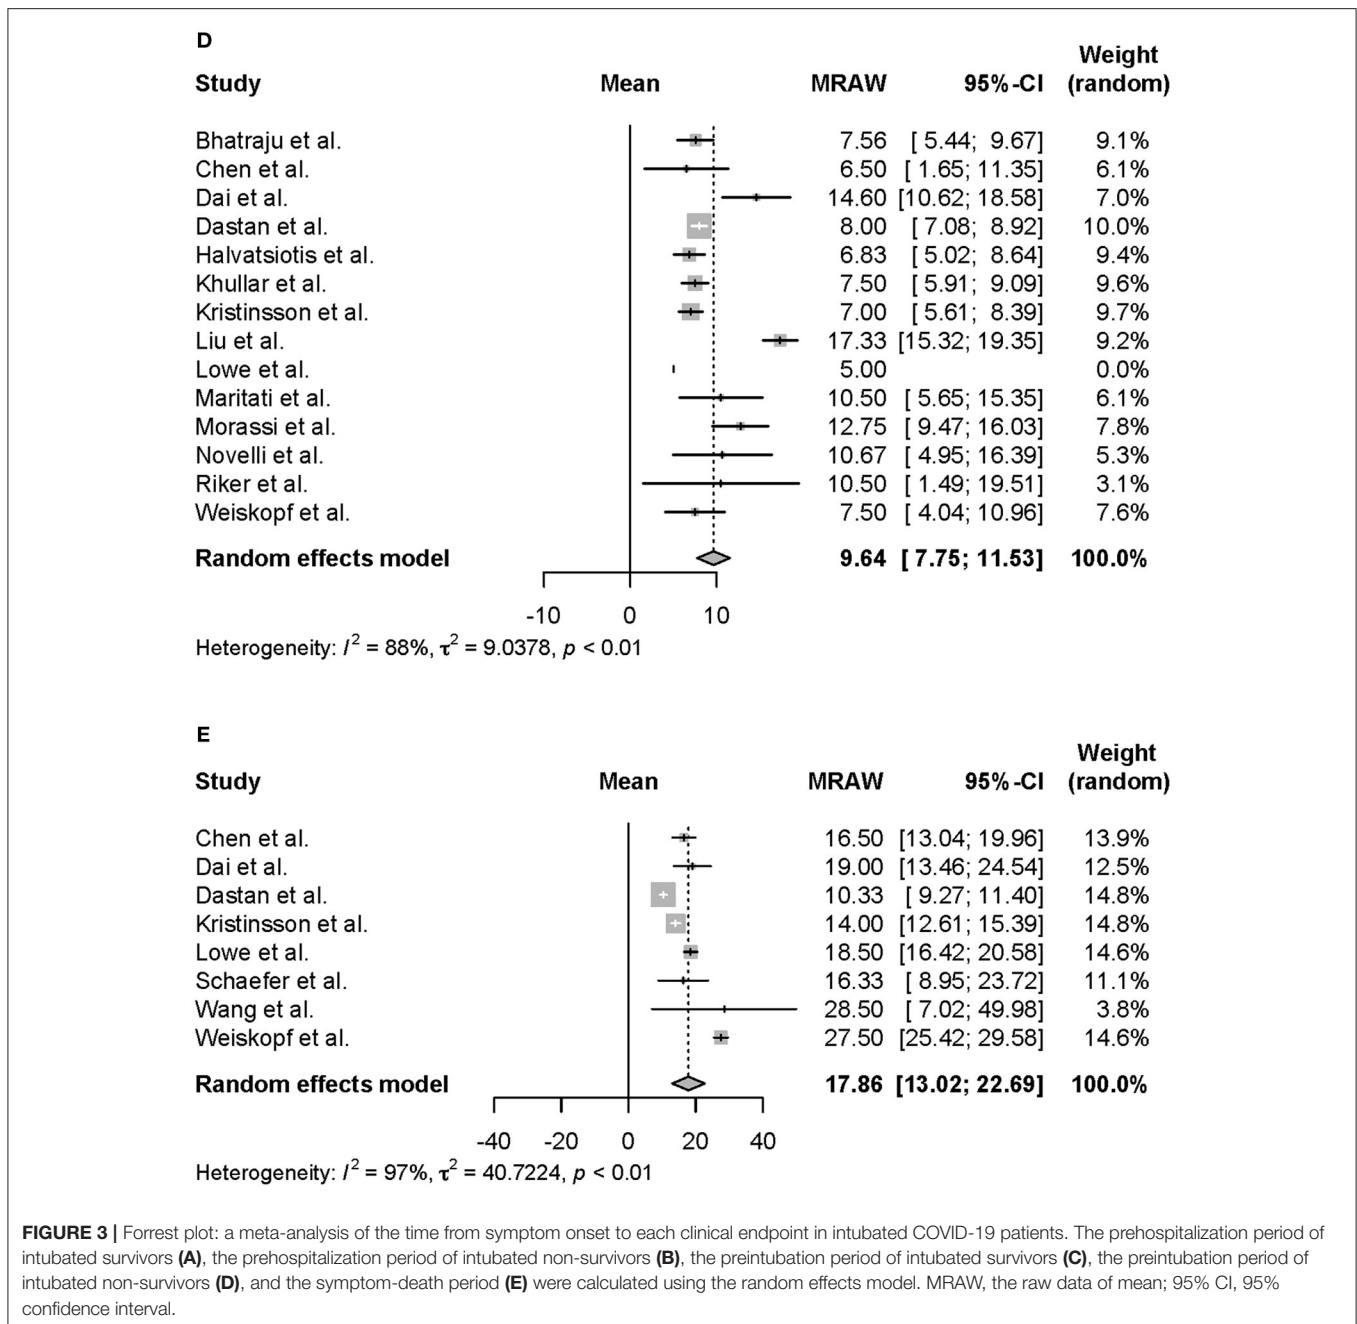 D
Weight
Study Mean MRAW 95%-CI (random)
Bhatraju et al. 7.56 [ 5.44; 9.67] 9.1%
Chen et al. 6.50 [ 1.65; 11.35] 6.1%
Dai et al. 14.60 [10.62; 18.58] 7.0%
Dastan et al. 8.00 [ 7.08; 8.92] 10.0%
Halvatsiotis et al. 6.83 [ 5.02; 8.64] 9.4%
Khullar et al. 7.50 [ 5.91; 9.09] 9.6%
Kristinsson et al. 7.00 [ 5.61; 8.39] 9.7%
Liu et al. 17.33 [15.32; 19.35] 9.2%
Lowe et al. 5.00 0.0%
Maritati et al. 10.50 [ 5.65; 15.35] 6.1%
Morassi et al. 12.75 [ 9.47; 16.03] 7.8%
Novelli et al. 10.67 [ 4.95; 16.39] 5.3%
Riker et al. 10.50 [ 1.49; 19.51] 3.1%
Weiskopf et al. 7.50 [ 4.04; 10.96] 7.6%
Random effects model 9.64 [ 7.75; 11.53] 100.0%
-10 0 10
Heterogeneity: I² = 88%, τ² = 9.0378, p < 0.01
E
Weight
Study Mean MRAW 95%-CI (random)
Chen et al. 16.50 [13.04; 19.96] 13.9%
Dai et al. 19.00 [13.46; 24.54] 12.5%
Dastan et al. 10.33 [ 9.27; 11.40] 14.8%
Kristinsson et al. 14.00 [12.61; 15.39] 14.8%
Lowe et al. 18.50 [16.42; 20.58] 14.6%
Schaefer et al. 16.33 [ 8.95; 23.72] 11.1%
Wang et al. 28.50 [ 7.02; 49.98] 3.8%
Weiskopf et al. 27.50 [25.42; 29.58] 14.6%
Random effects model 17.86 [13.02; 22.69] 100.0%
-40 -20 0 20 40
Heterogeneity: I² = 97%, τ² = 40.7224, p < 0.01
FIGURE 3 | Forrest plot: a meta-analysis of the time from symptom onset to each clinical endpoint in intubated COVID-19 patients. The prehospitalization period of
intubated survivors (A), the prehospitalization period of intubated non-survivors (B), the preintubation period of intubated survivors (C), the preintubation period of
intubated non-survivors (D), and the symptom-death period (E) were calculated using the random effects model. MRAW, the raw data of mean; 95% CI, 95%
confidence interval.